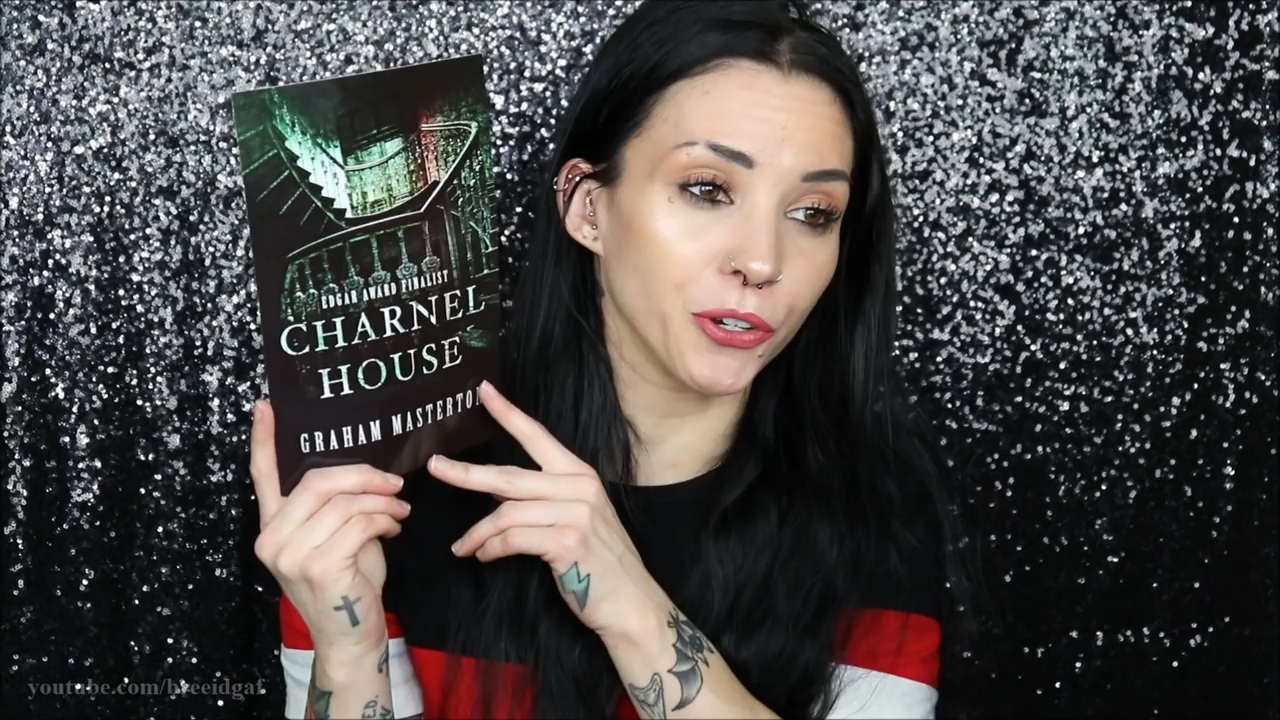 EDGAR AWARD FINALIST
CHARNEL
HOUSE
GRAHAM MASTERTON
youtube.com/breeidgaf